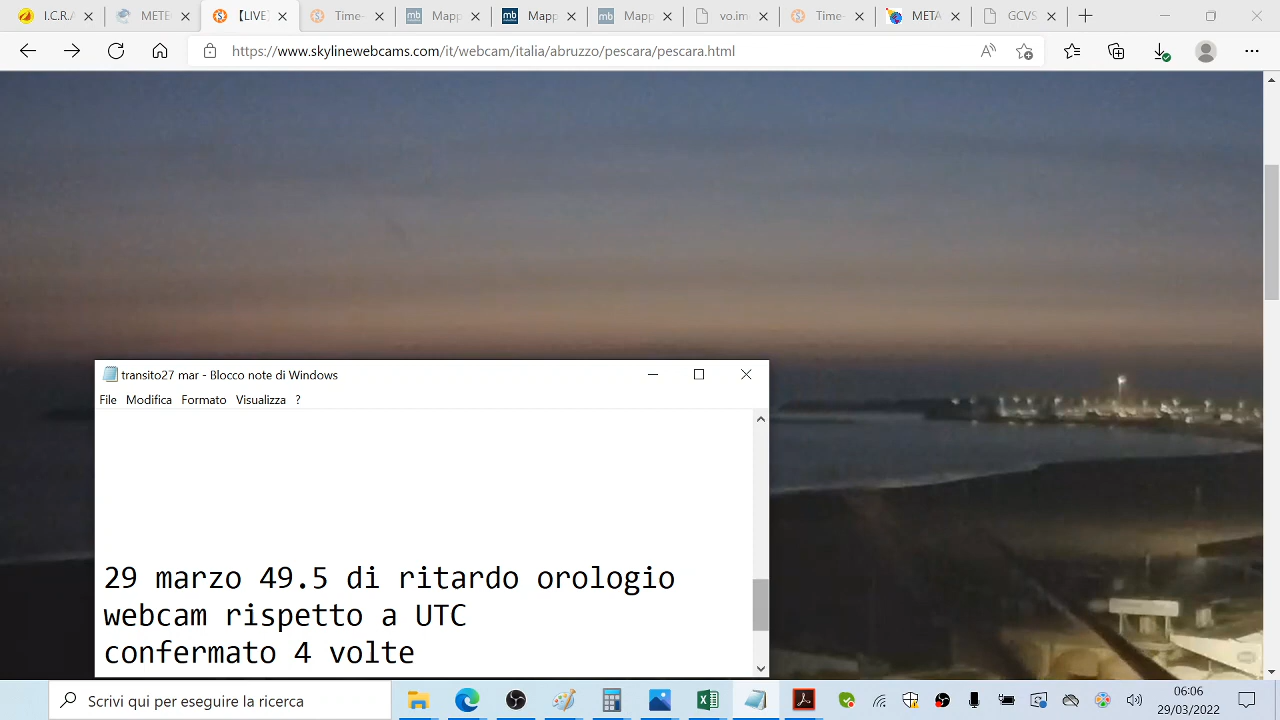 I.C.R.A
METE
【LIVE】
Time-
Mapp
Mapp
Mapp
vo.im
Time-
META
GCVS
https://www.skylinewebcams.com/it/webcam/italia/abruzzo/pescara/pescara.html
transito27 mar - Blocco note di Windows
File Modifica Formato Visualizza ?
29 marzo 49.5 di ritardo orologio
webcam rispetto a UTC
confermato 4 volte
Scrivi qui per eseguire la ricerca
06:06
29/03/2022